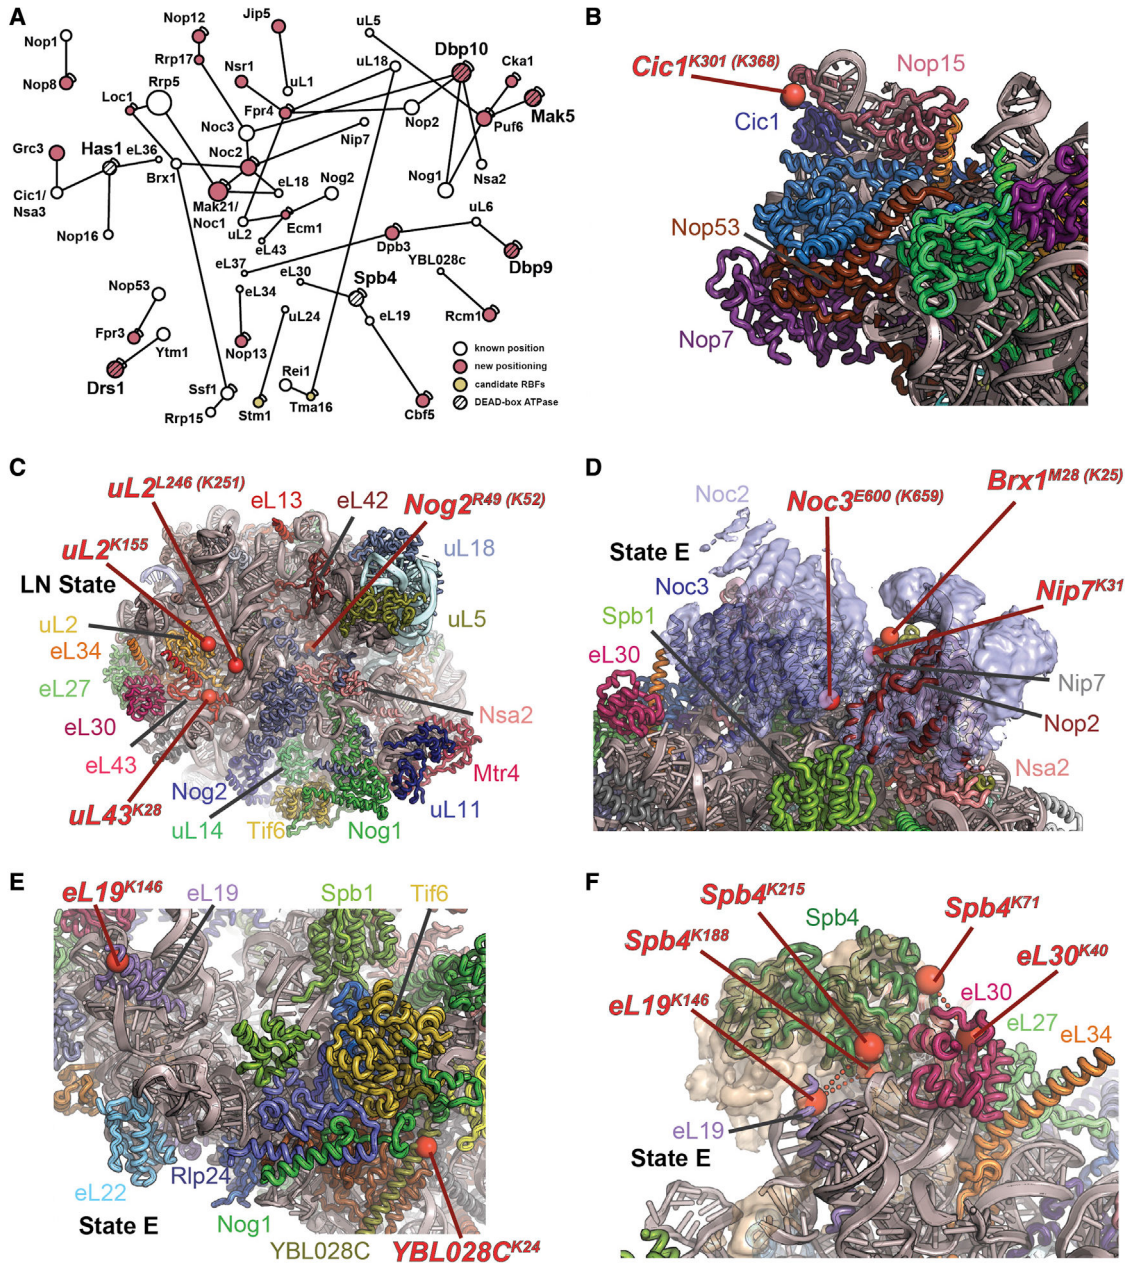 A
Nop1
Nop8
Nop12
Rrp17
Jip5
uL1
uL5
uL18
Dbp10
Cka1
Mak5
Puf6
Nsr1
Fpr4
Rrp5
Loc1
Noc3
Nop2
Nip7
Grc3
Has1
eL36
Brx1
Noc2
Nog1
Nsa2
Cic1/
Nsa3
Mak21/
Noc1
eL18
Nog2
Nop16
uL2
Ecm1
eL43
uL6
Dpb3
Dbp9
eL37
eL30
YBL028c
Nop53
eL34
Spb4
Rcm1
uL24
eL19
Fpr3
Ytm1
Nop13
Drs1
Ssf1
Rrp15
Stm1
Rei1
Tma16
Cbf5
known position
new positioning
candidate RBFs
DEAD-box ATPase
B
Cic1K301 (K368)
Nop15
Cic1
Nop53
Nop7
C
uL2L246 (K251)
eL13
eL42
Nog2R49 (K52)
uL2K155
uL18
LN State
uL2
uL5
eL34
eL27
eL30
Nsa2
eL43
Nog2
Mtr4
uL43K28
uL14
Tif6
Nog1
uL11
D
Noc2
Noc3E600 (K659)
Brx1M28 (K25)
State E
Noc3
Nip7K31
Spb1
eL30
Nip7
Nop2
Nsa2
E
eL19K146
eL19
Spb1
Tif6
eL22
Rlp24
State E
Nog1
YBL028C
YBL028CK24
F
Spb4K215
Spb4
Spb4K71
Spb4K188
eL30K40
eL19K146
eL30
eL27
eL34
eL19
State E